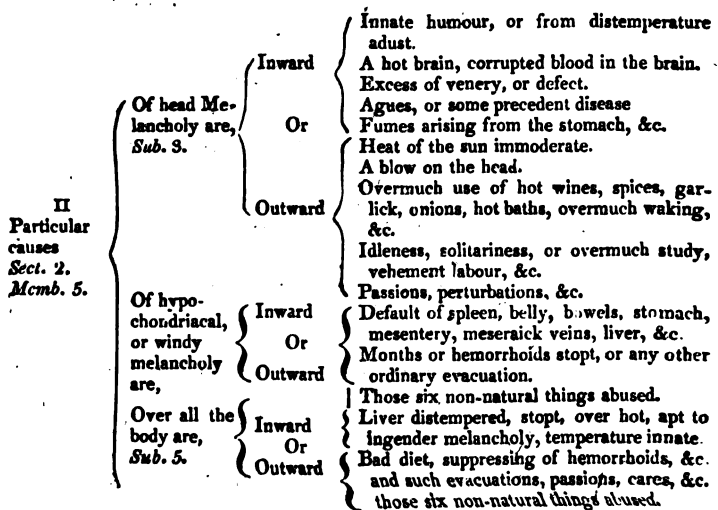 II
Particular
causes
Sect. 2.
Memb. 5.
Of head Me-
lancholy are,
Sub. 3.
Inward
Or
Outward
Innate humour, or from distemperature
adust.
A hot brain, corrupted blood in the brain.
Excess of venery, or defect.
Agues, or some precedent disease
Fumes arising from the stomach, &c.
Heat of the sun immoderate.
A blow on the head.
Overmuch use of hot wines, spices, gar-
lick, onions, hot baths, overmuch waking,
&c.
Idleness, solitariness, or overmuch study,
vehement labour, &c.
Passions, perturbations, &c.
Of hypo-
chondriacal,
or windy
melancholy
are,
Inward
Or
Outward
Default of spleen, belly, bowels, stomach,
mesentery, meseraick veins, liver, &c.
Months or hemorrhoids stopt, or any other
ordinary evacuation.
Those six non-natural things abused.
Over all the
body are,
Sub. 5.
Inward
Or
Outward
Liver distempered, stopt, over hot, apt to
ingender melancholy, temperature innate.
Bad diet, suppressing of hemorrhoids, &c.
and such evacuations, passions, cares, &c.
those six non-natural things abused.